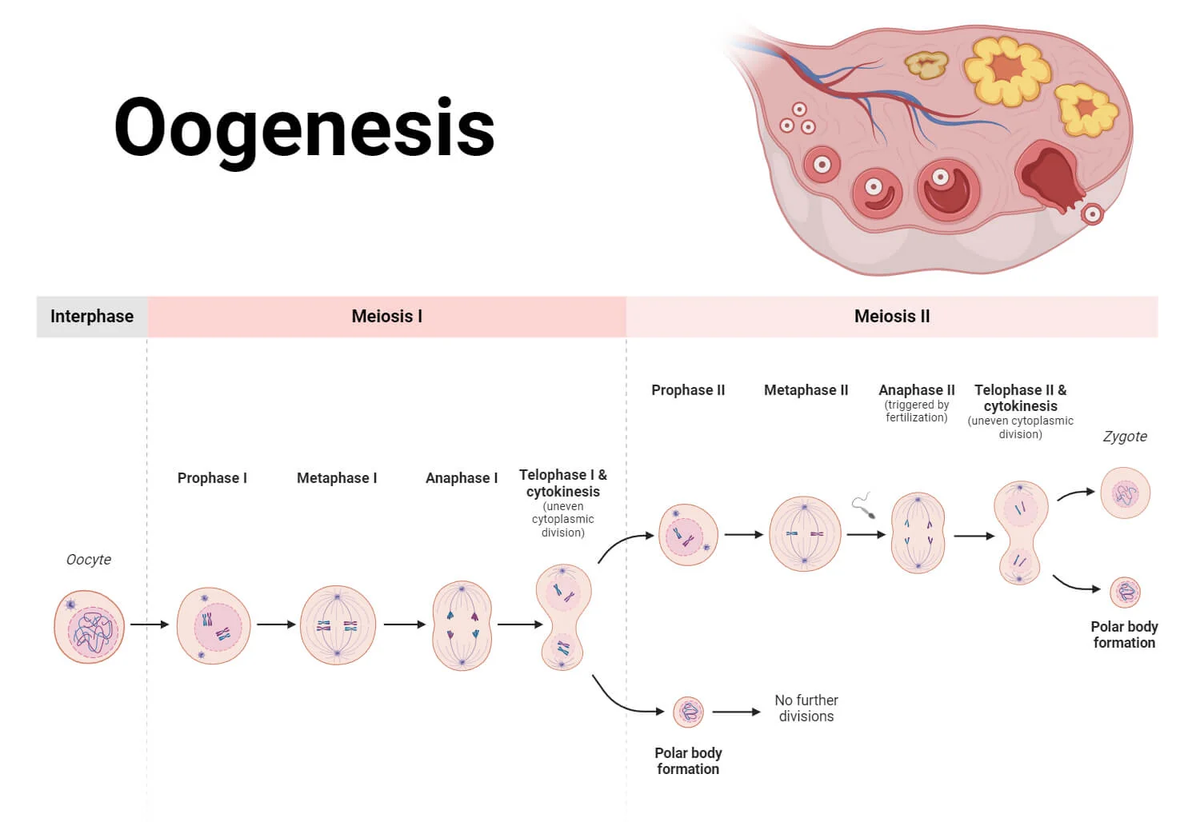 Oogenesis
Interphase
Meiosis I
Meiosis II
Prophase II
Metaphase II
Anaphase II
(triggered by
fertilization)
Telophase II &
cytokinesis
(uneven cytoplasmic
division)
Zygote
Prophase I
Metaphase I
Anaphase I
Telophase I &
cytokinesis
(uneven
cytoplasmic
division)
Oocyte
Polar body
formation
No further
divisions
Polar body
formation